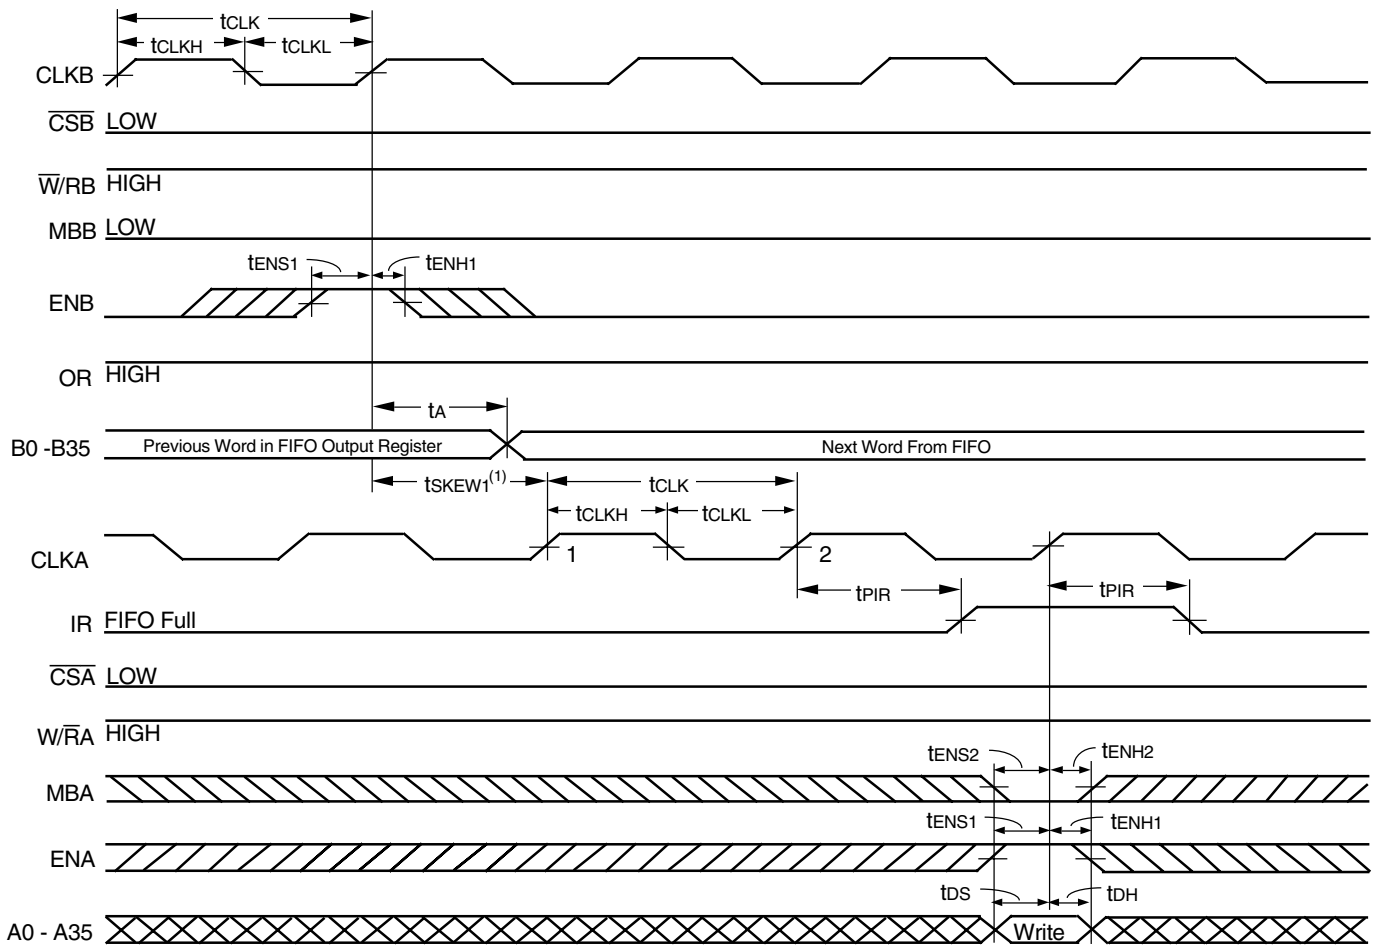 tCLK
tCLKH tCLKL
CLKB
CSB LOW
W/RB HIGH
MBB LOW
tENS1 tENH1
ENB
OR HIGH
tA
B0 -B35 Previous Word in FIFO Output Register Next Word From FIFO
tSKEW1(1) tCLK
tCLKH tCLKL
CLKA 1 2
tPIR tPIR
IR FIFO Full
CSA LOW
W/RA HIGH
tENS2 tENH2
MBA
tENS1 tENH1
ENA
tDS tDH
A0 - A35 Write